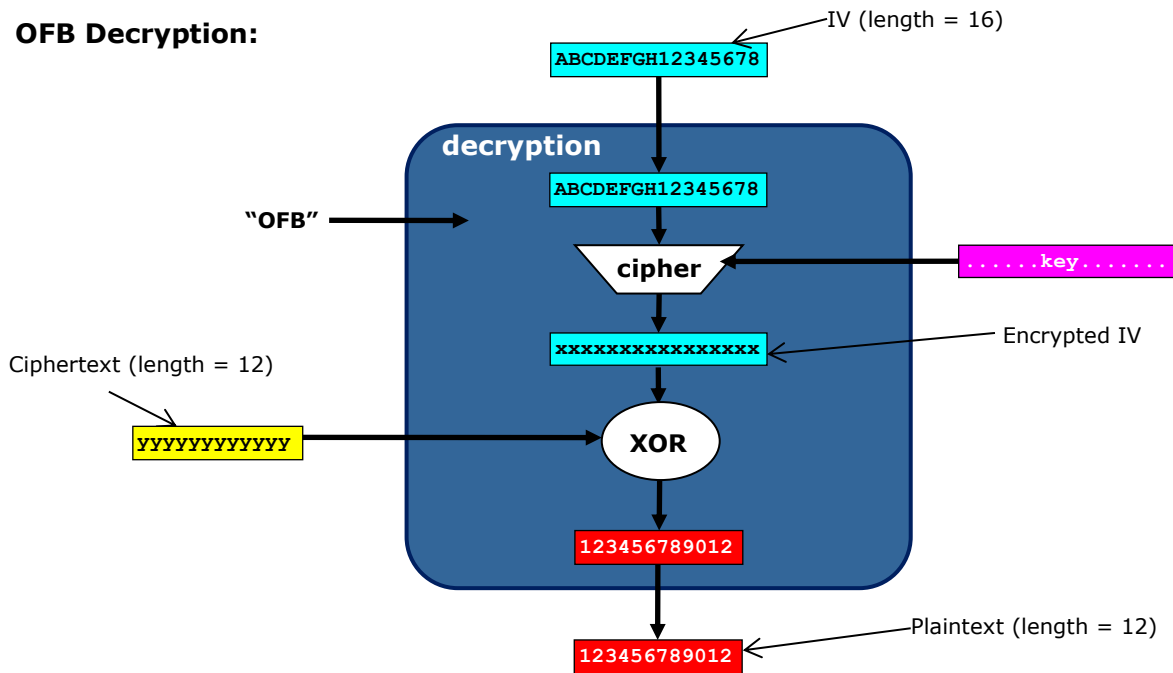 OFB Decryption:
IV (length = 16)
ABCDEFGH12345678
decryption
ABCDEFGH12345678
“OFB”
cipher
......key.......
xxxxxxxxxxxxxxxx
Encrypted IV
Ciphertext (length = 12)
yyyyyyyyyyyy
XOR
123456789012
Plaintext (length = 12)
123456789012